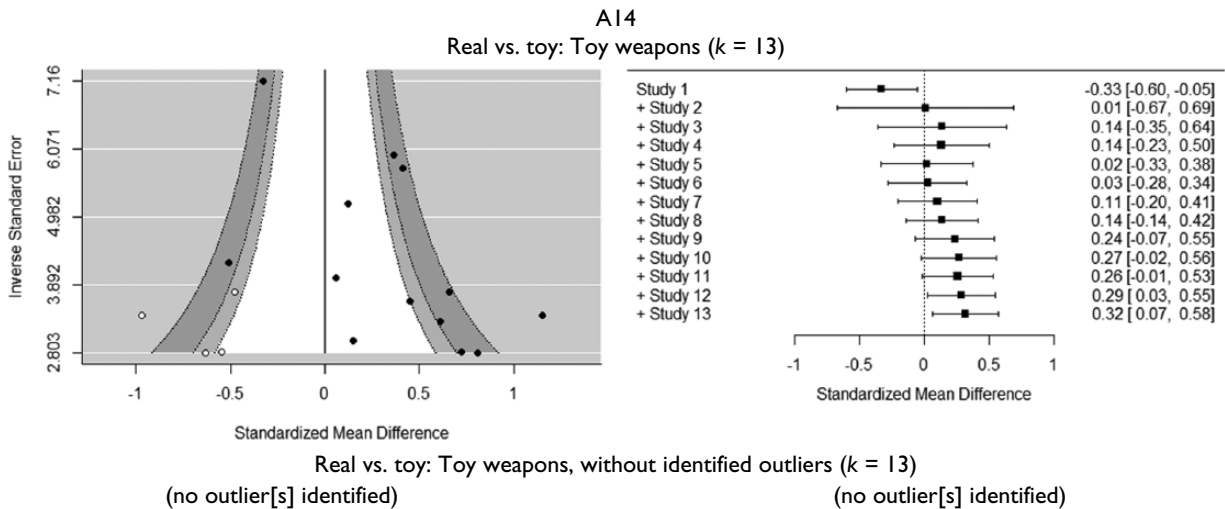 A14
Real vs. toy: Toy weapons (k = 13)
7.16
6.071
4.982
3.892
2.803
Inverse Standard Error
-1
-0.5
0
0.5
1
Standardized Mean Difference
Study 1 -0.33 [-0.60, -0.05]
+ Study 2 0.01 [-0.67, 0.69]
+ Study 3 0.14 [-0.35, 0.64]
+ Study 4 0.14 [-0.23, 0.50]
+ Study 5 0.02 [-0.33, 0.38]
+ Study 6 0.03 [-0.28, 0.34]
+ Study 7 0.11 [-0.20, 0.41]
+ Study 8 0.14 [-0.14, 0.42]
+ Study 9 0.24 [-0.07, 0.55]
+ Study 10 0.27 [-0.02, 0.56]
+ Study 11 0.26 [-0.01, 0.53]
+ Study 12 0.29 [ 0.03, 0.55]
+ Study 13 0.32 [ 0.07, 0.58]
-1
-0.5
0
0.5
1
Standardized Mean Difference
Real vs. toy: Toy weapons, without identified outliers (k = 13)
(no outlier[s] identified)
(no outlier[s] identified)